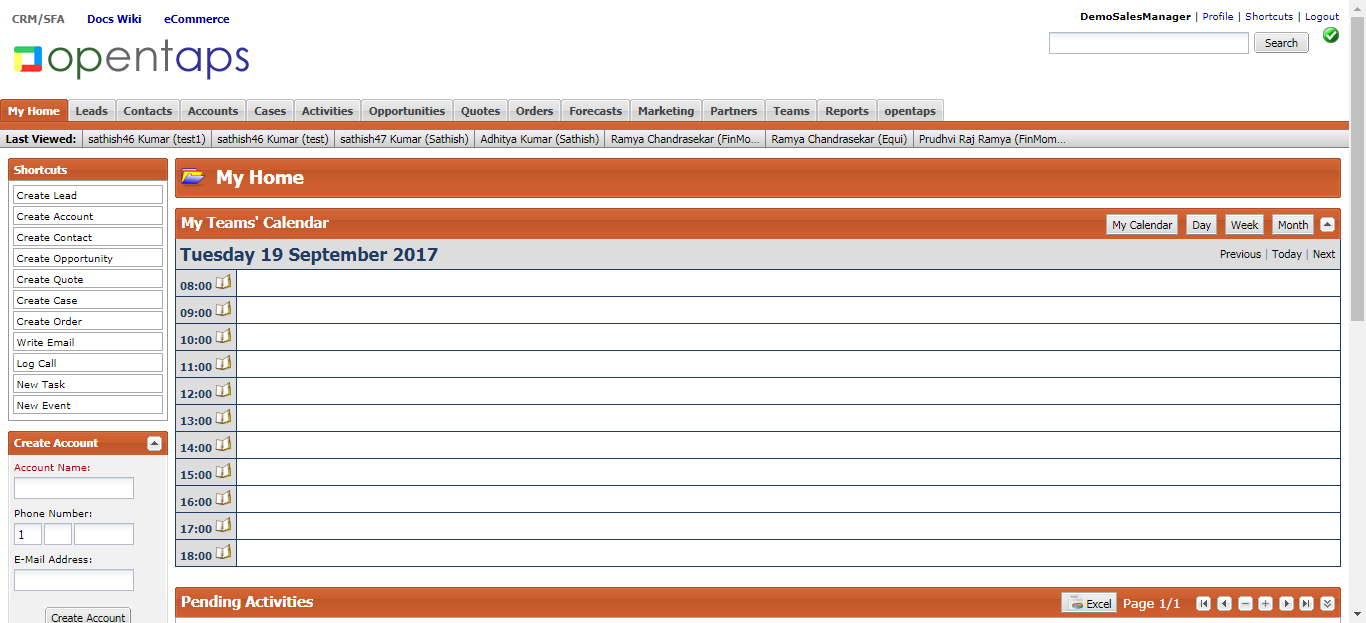 CRM/SFA Docs Wiki eCommerce
DemoSalesManager | Profile | Shortcuts | Logout
opentaps
Search
My Home Leads Contacts Accounts Cases Activities Opportunities Quotes Orders Forecasts Marketing Partners Teams Reports opentaps
Last Viewed: sathish46 Kumar (test1) sathish46 Kumar (test) sathish47 Kumar (Sathish) Adhitya Kumar (Sathish) Ramya Chandrasekar (FinMo... Ramya Chandrasekar (Equi) Prudhvi Raj Ramya (FinMom...
Shortcuts
Create Lead
Create Account
Create Contact
Create Opportunity
Create Quote
Create Case
Create Order
Write Email
Log Call
New Task
New Event
Create Account
Account Name:
Phone Number:
1
E-Mail Address:
Create Account
My Home
My Teams' Calendar My Calendar Day Week Month
Tuesday 19 September 2017 Previous | Today | Next
08:00
09:00
10:00
11:00
12:00
13:00
14:00
15:00
16:00
17:00
18:00
Pending Activities Excel Page 1/1